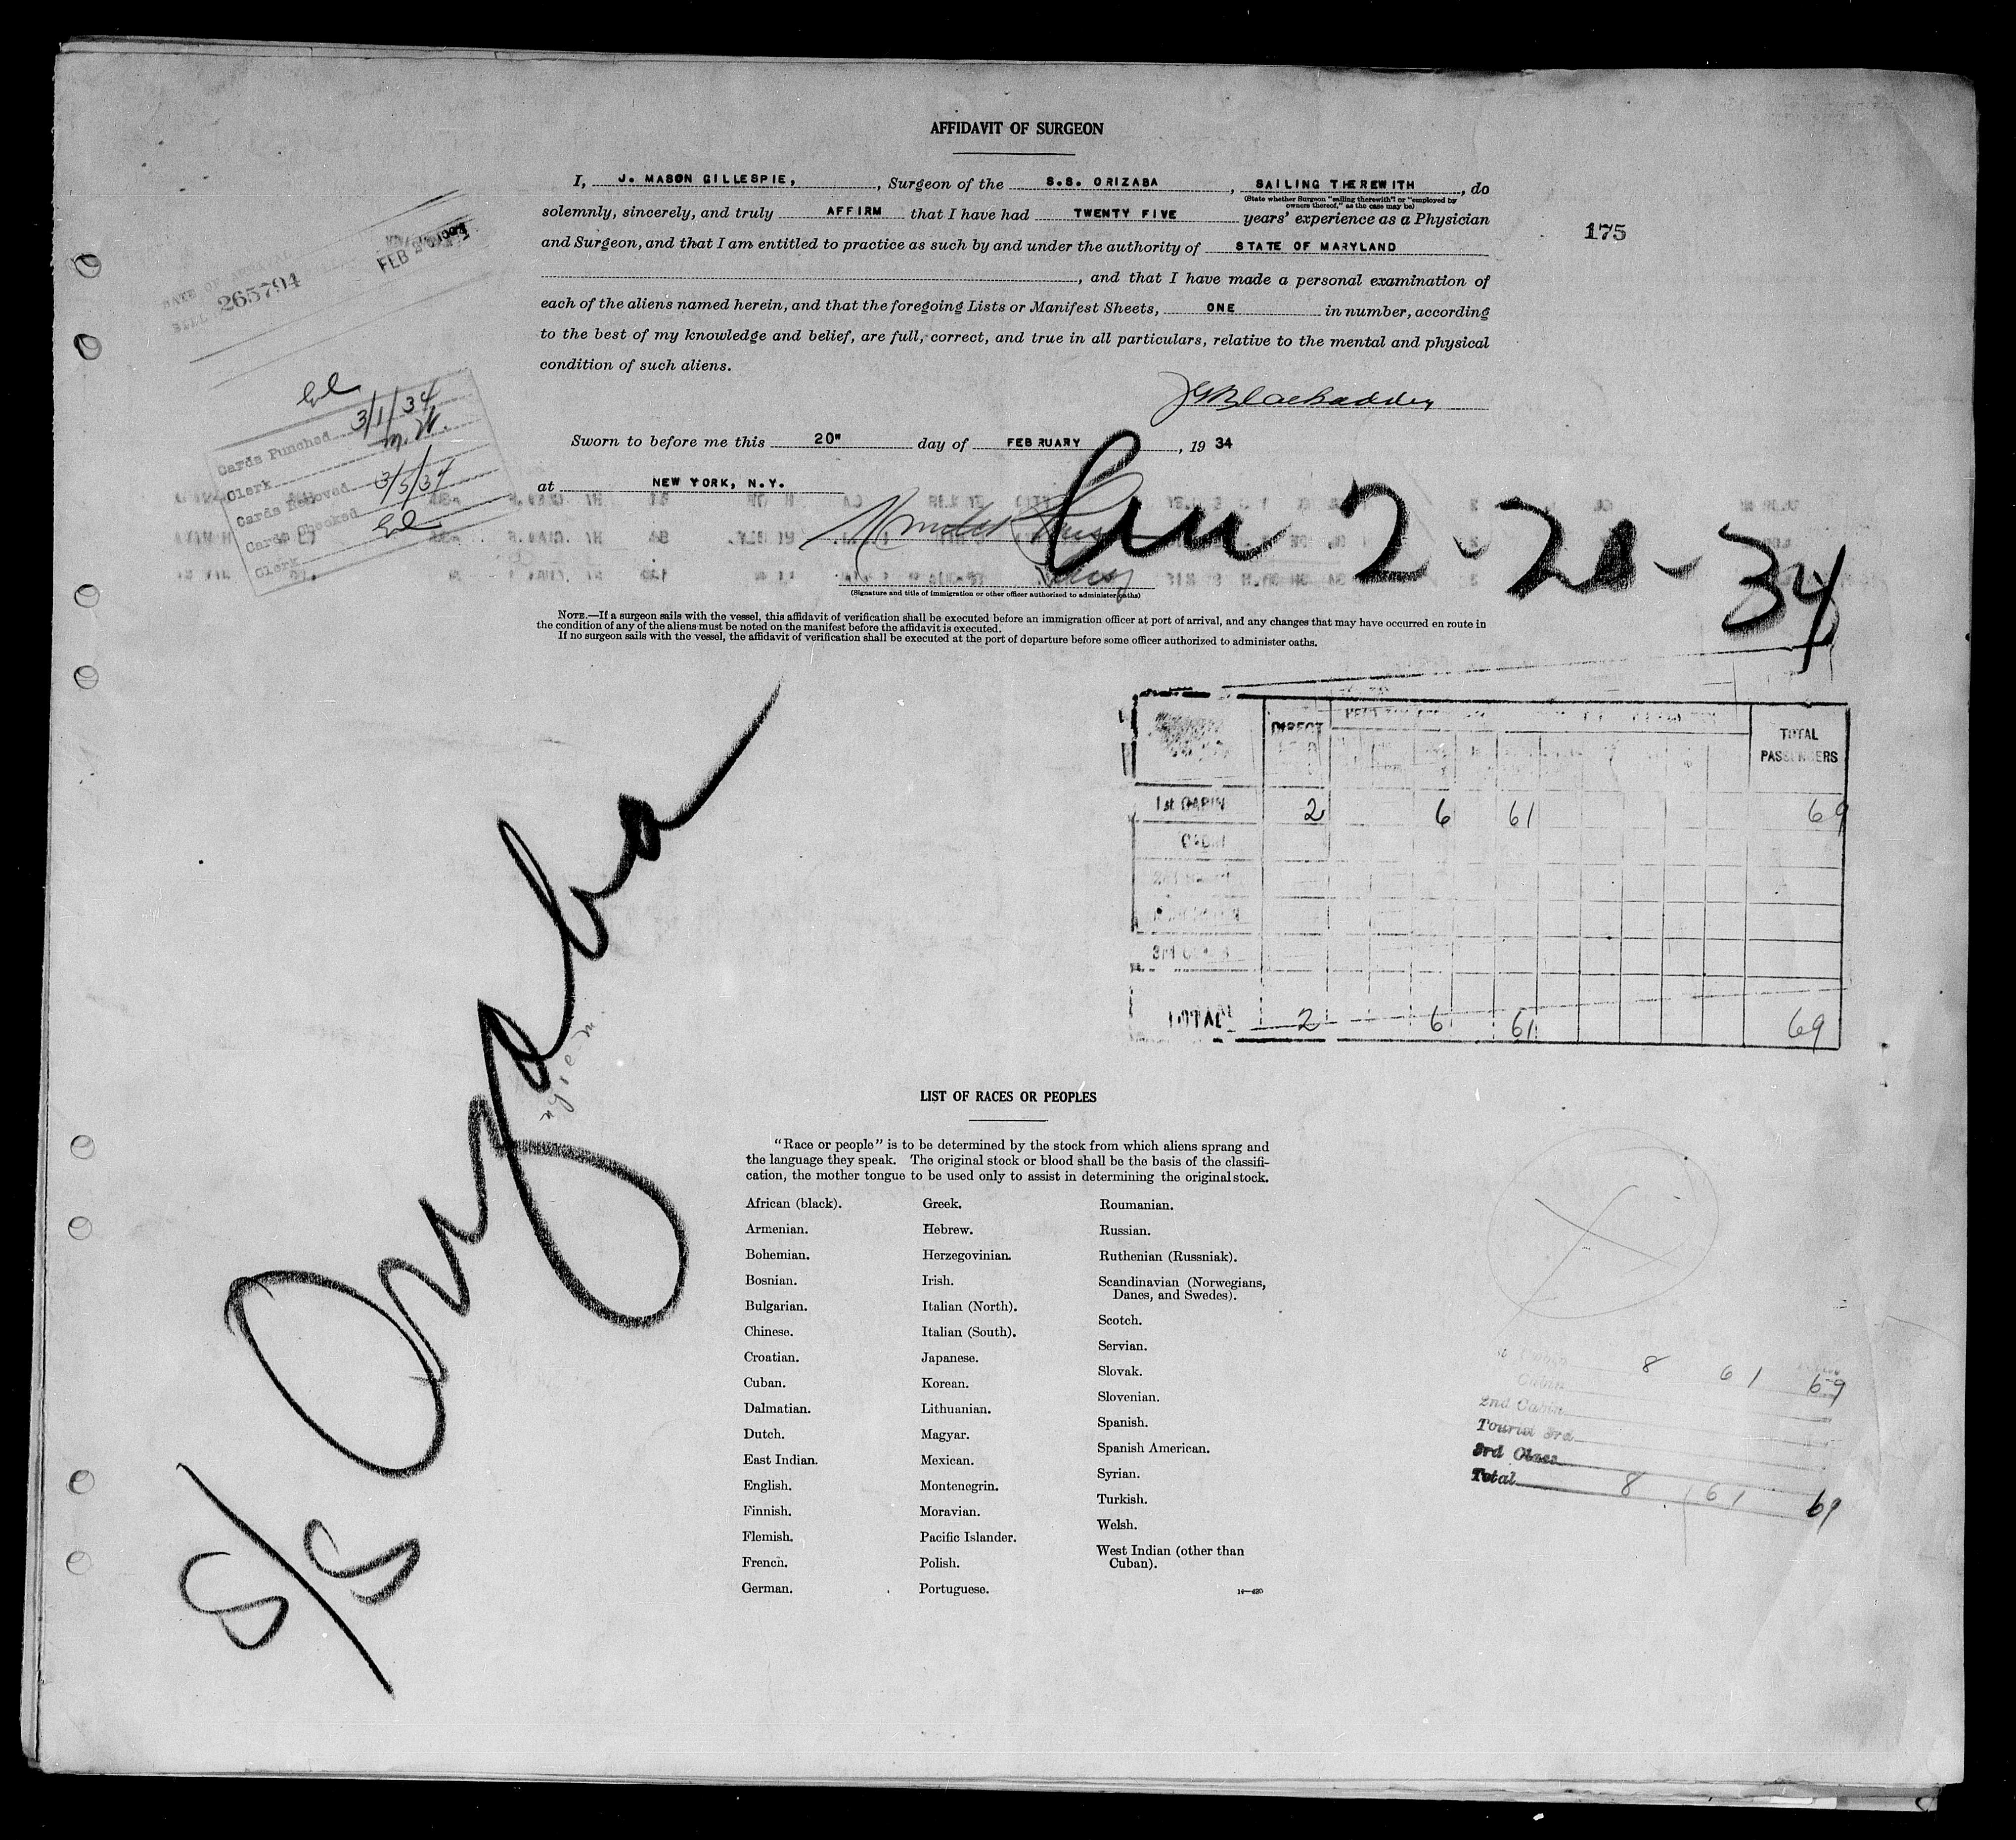 AFFIDAVIT OF SURGEON
I, J. MASON GILLESPIE, , Surgeon of the S.S. ORIZABA , SAILING THEREWITH , do
(State whether Surgeon "sailing therewith" or "employed by
owners thereof," as the case may be)
solemnly, sincerely, and truly AFFIRM that I have had TWENTY FIVE years' experience as a Physician
175
and Surgeon, and that I am entitled to practice as such by and under the authority of STATE OF MARYLAND
, and that I have made a personal examination of
each of the aliens named herein, and that the foregoing Lists or Manifest Sheets, ONE in number, according
to the best of my knowledge and belief, are full, correct, and true in all particulars, relative to the mental and physical
condition of such aliens.
265794
FEB
Cards Punched 3/1/34
Clerk M.W.
Cards Removed 3/5/34
Cards Checked
Clerk
Sworn to before me this 20" day of FEBRUARY , 19 34
at NEW YORK, N.Y.
2-20-34
(Signature and title of immigration or other officer authorized to administer oaths)
NOTE.—If a surgeon sails with the vessel, this affidavit of verification shall be executed before an immigration officer at port of arrival, and any changes that may have occurred en route in
the condition of any of the aliens must be noted on the manifest before the affidavit is executed.
If no surgeon sails with the vessel, the affidavit of verification shall be executed at the port of departure before some officer authorized to administer oaths.
S/S Orizaba
DIRECT
TOTAL
PASSENGERS
1st CABIN 2 6 61 69
TOTAL 2 6 61 69
LIST OF RACES OR PEOPLES
"Race or people" is to be determined by the stock from which aliens sprang and
the language they speak. The original stock or blood shall be the basis of the classifi-
cation, the mother tongue to be used only to assist in determining the original stock.
African (black).
Armenian.
Bohemian.
Bosnian.
Bulgarian.
Chinese.
Croatian.
Cuban.
Dalmatian.
Dutch.
East Indian.
English.
Finnish.
Flemish.
French.
German.
Greek.
Hebrew.
Herzegovinian.
Irish.
Italian (North).
Italian (South).
Japanese.
Korean.
Lithuanian.
Magyar.
Mexican.
Montenegrin.
Moravian.
Pacific Islander.
Polish.
Portuguese.
Roumanian.
Russian.
Ruthenian (Russniak).
Scandinavian (Norwegians,
Danes, and Swedes).
Scotch.
Servian.
Slovak.
Slovenian.
Spanish.
Spanish American.
Syrian.
Turkish.
Welsh.
West Indian (other than
Cuban).
14—420
8 61 69
Cabin
2nd Cabin
Tourist 3rd
3rd Class
Total 8 61 69